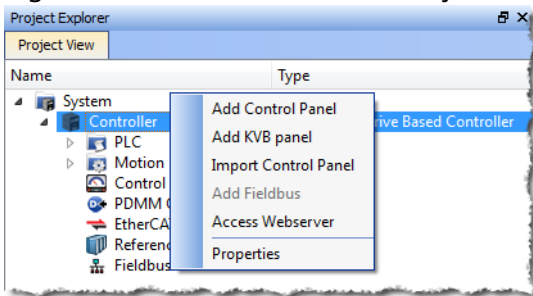 Project Explorer
Project View
Name Type
System
Controller rive Based Controller
Add Control Panel
PLC
Add KVB panel
Motion
Import Control Panel
Control
Add Fieldbus
PDMM
EtherCA
Access Webserver
Referenc
Properties
Fieldbus